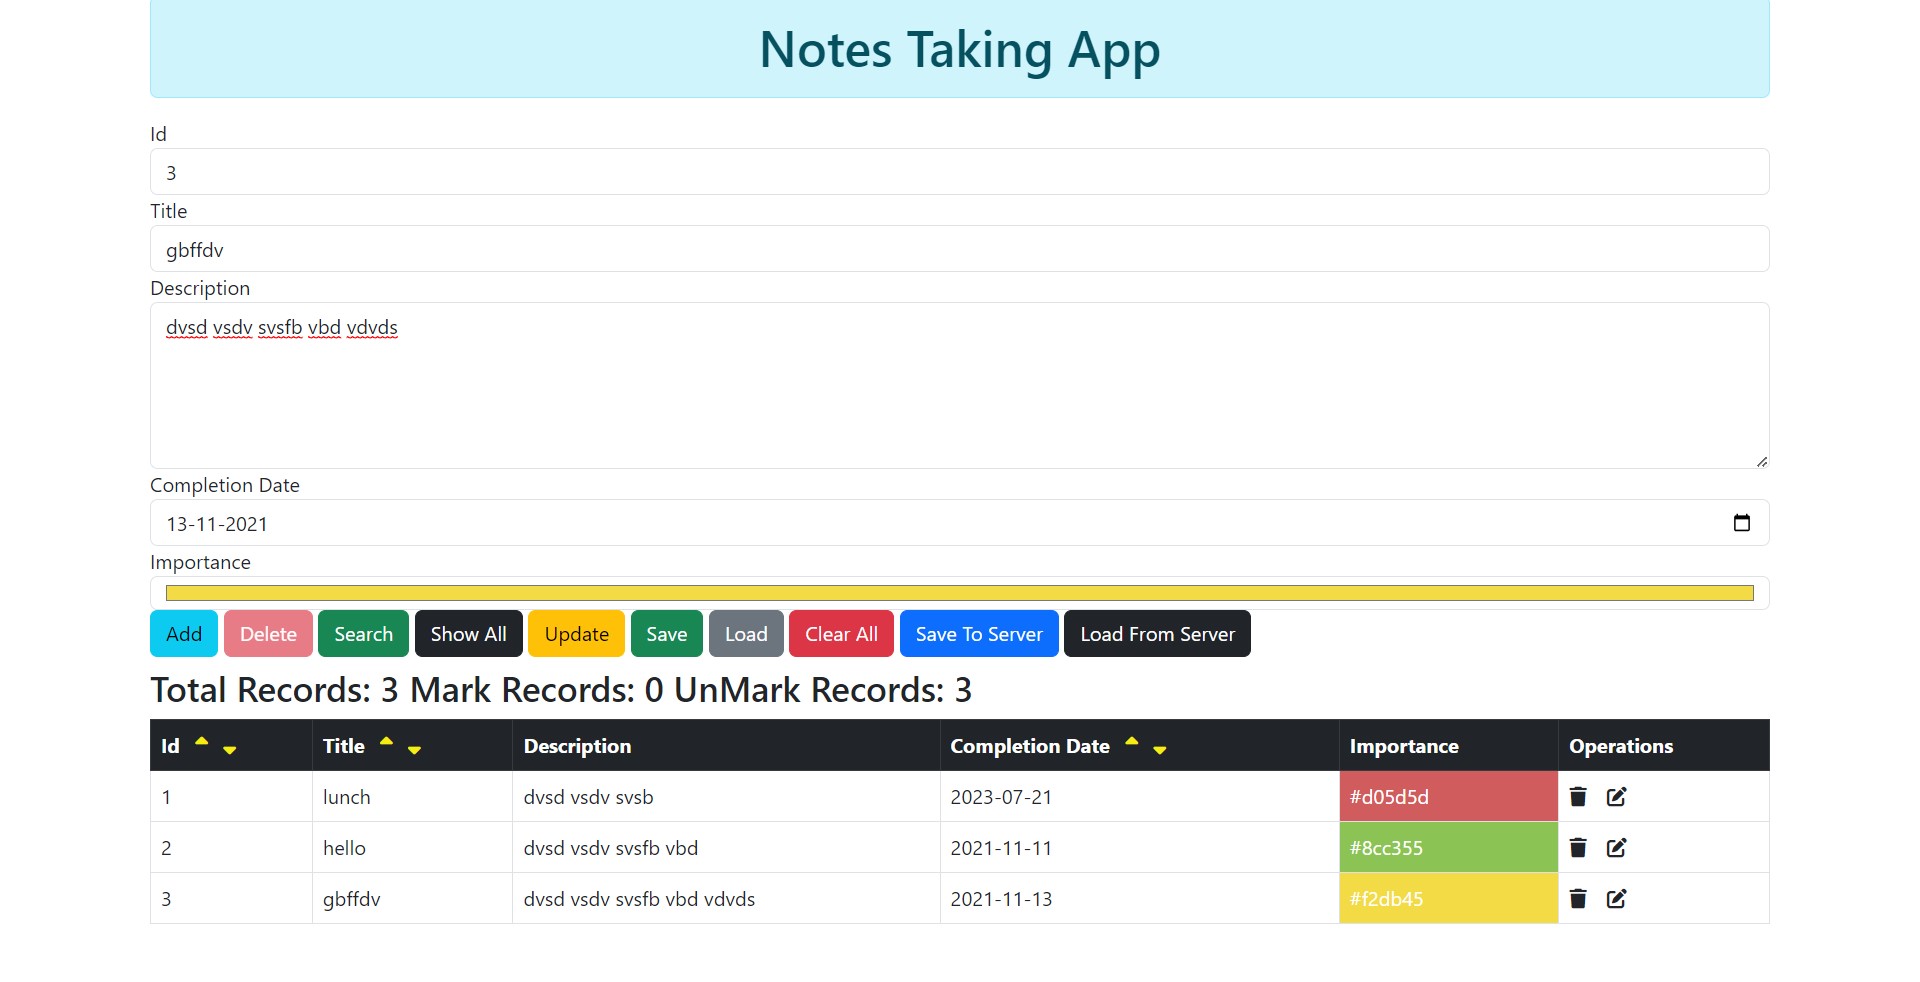 Notes Taking App
Id
3
Title
gbffdv
Description
dvsd vsdv svsfb vbd vdvds
Completion Date
13-11-2021
Importance
Add Delete Search Show All Update Save Load Clear All Save To Server Load From Server
Total Records: 3 Mark Records: 0 UnMark Records: 3
Id Title Description Completion Date Importance Operations
1 lunch dvsd vsdv svsb 2023-07-21 #d05d5d
2 hello dvsd vsdv svsfb vbd 2021-11-11 #8cc355
3 gbffdv dvsd vsdv svsfb vbd vdvds 2021-11-13 #f2db45